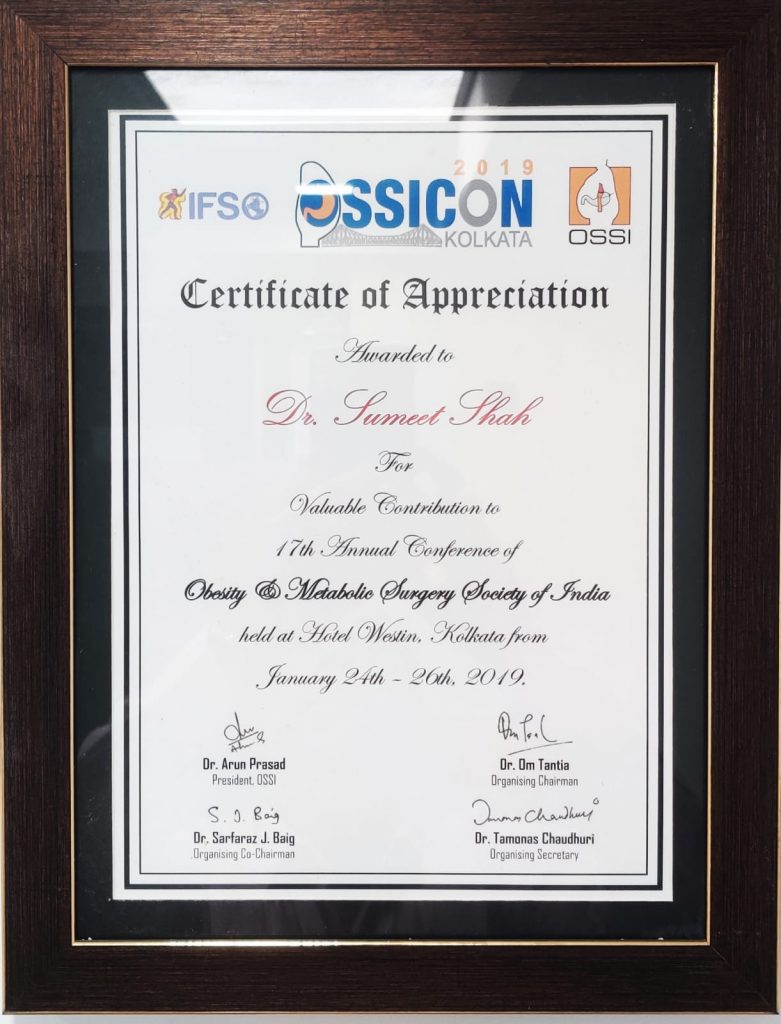 2019
IFSO
OSSICON
KOLKATA
OSSI
Certificate of Appreciation
Awarded to
Dr. Sumeet Shah
For
Valuable Contribution to
17th Annual Conference of
Obesity & Metabolic Surgery Society of India
held at Hotel Westin, Kolkata from
January 24th - 26th, 2019.
Dr. Arun Prasad
President, OSSI
Dr. Om Tantia
Organising Chairman
S. J. Baig
Tamonas Chaudhuri
Dr. Sarfaraz J. Baig
Organising Co-Chairman
Dr. Tamonas Chaudhuri
Organising Secretary